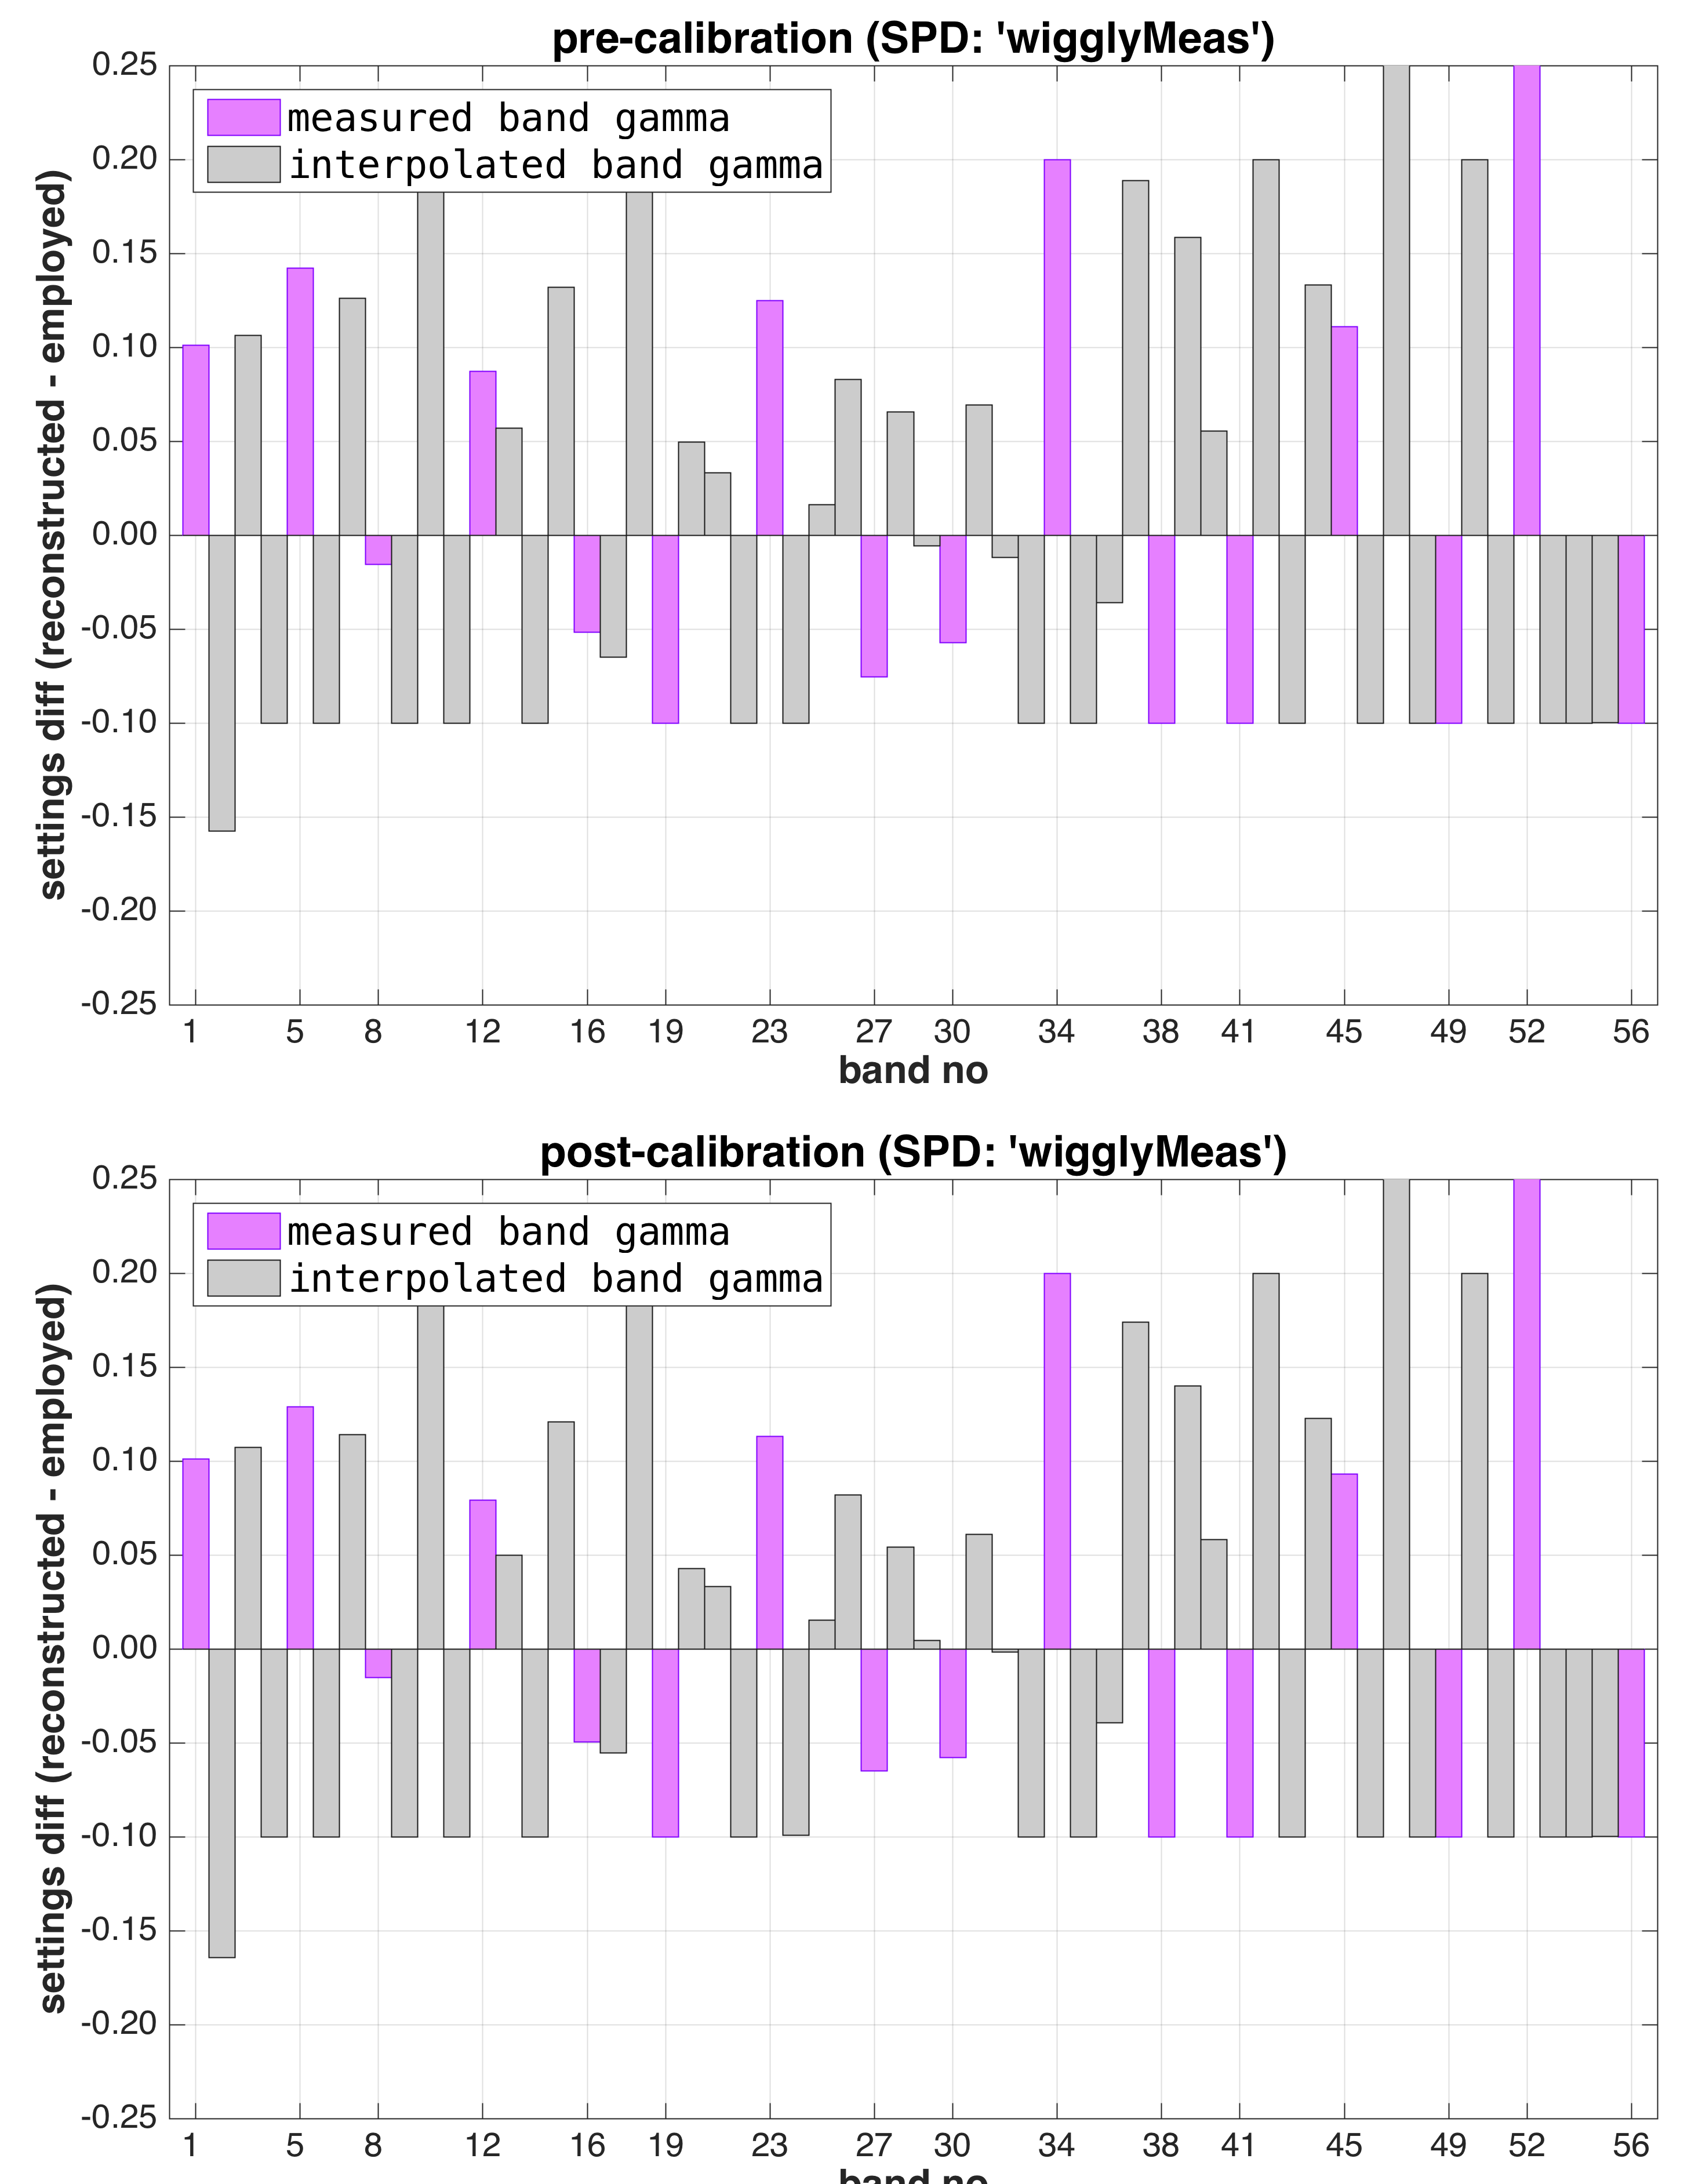 pre-calibration (SPD: 'wigglyMeas')
measured band gamma
interpolated band gamma
settings diff (reconstructed - employed)
0.25
0.20
0.15
0.10
0.05
0.00
-0.05
-0.10
-0.15
-0.20
-0.25
1 5 8 12 16 19 23 27 30 34 38 41 45 49 52 56
band no
post-calibration (SPD: 'wigglyMeas')
measured band gamma
interpolated band gamma
settings diff (reconstructed - employed)
0.25
0.20
0.15
0.10
0.05
0.00
-0.05
-0.10
-0.15
-0.20
-0.25
1 5 8 12 16 19 23 27 30 34 38 41 45 49 52 56
band no